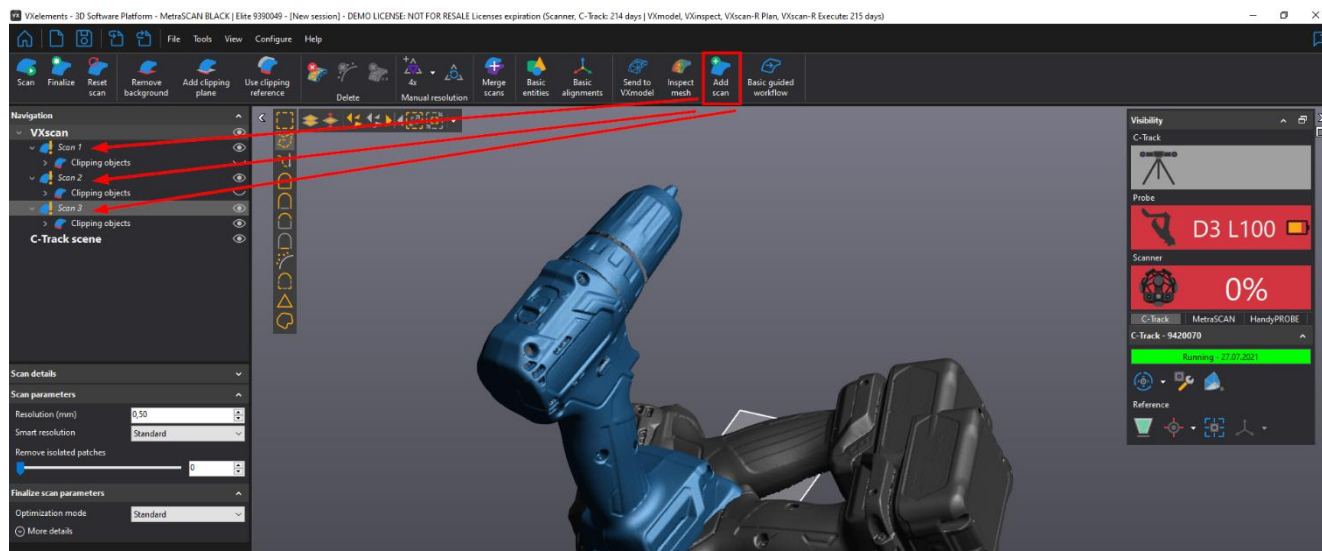 VXelements - 3D Software Platform - MetraSCAN BLACK | Elite 9390049 - [New session] - DEMO LICENSE: NOT FOR RESALE Licenses expiration (Scanner, C-Track: 214 days | VXmodel, VXinspect, VXscan-R Plan, VXscan-R Execute: 215 days)
File Tools View Configure Help
Scan Finalize Reset scan Remove background Add clipping plane Use clipping reference Delete 4x Manual resolution Merge scans Basic entities Basic alignments Send to VXmodel Inspect mesh Add scan Basic guided workflow
Navigation
VXscan
Scan 1
Clipping objects
Scan 2
Clipping objects
Scan 3
Clipping objects
C-Track scene
Scan details
Scan parameters
Resolution (mm) 0,50
Smart resolution Standard
Remove isolated patches
0
Finalize scan parameters
Optimization mode Standard
More details
Visibility
C-Track
Probe
D3 L100
Scanner
0%
C-Track MetraSCAN HandyPROBE
C-Track - 9420070
Running - 27.07.2021
Reference